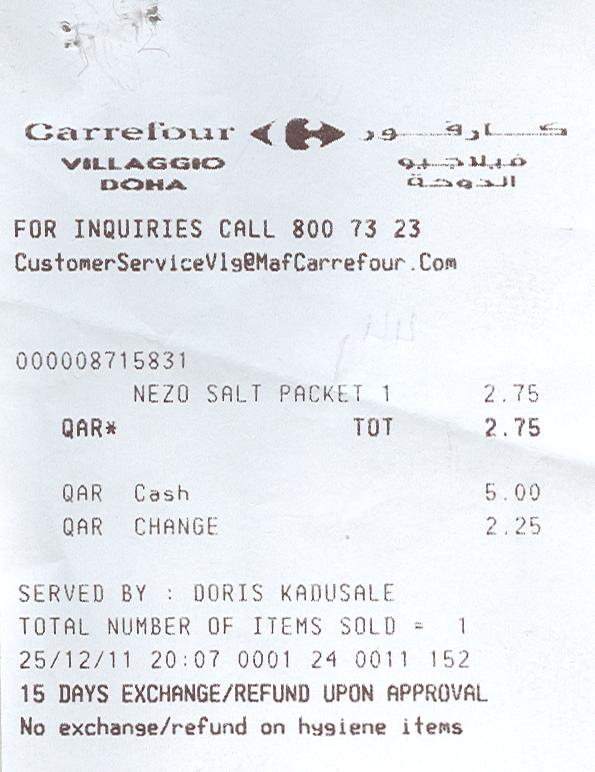 Carrefour كارفور
VILLAGGIO فيلاجيو
DOHA الدوحة
FOR INQUIRIES CALL 800 73 23
CustomerServiceVlg@MafCarrefour.Com
000008715831
NEZO SALT PACKET 1 2.75
QAR* TOT 2.75
QAR Cash 5.00
QAR CHANGE 2.25
SERVED BY : DORIS KADUSALE
TOTAL NUMBER OF ITEMS SOLD = 1
25/12/11 20:07 0001 24 0011 152
15 DAYS EXCHANGE/REFUND UPON APPROVAL
No exchange/refund on hygiene items